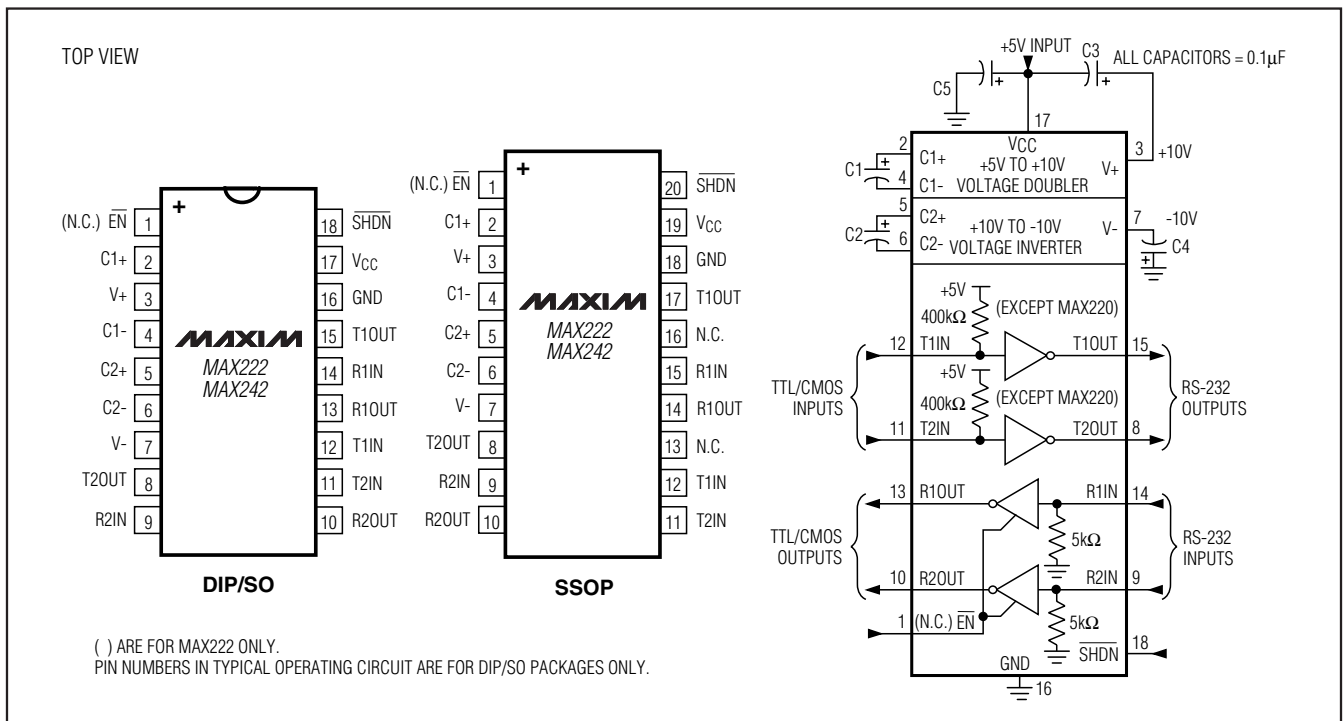 TOP VIEW
+
(N.C.) EN 1
C1+ 2
V+ 3
C1- 4
C2+ 5
C2- 6
V- 7
T2OUT 8
R2IN 9
18 SHDN
17 VCC
16 GND
15 T1OUT
14 R1IN
13 R1OUT
12 T1IN
11 T2IN
10 R2OUT
MAXIM
MAX222
MAX242
DIP/SO
+
(N.C.) EN 1
C1+ 2
V+ 3
C1- 4
C2+ 5
C2- 6
V- 7
T2OUT 8
R2IN 9
R2OUT 10
20 SHDN
19 VCC
18 GND
17 T1OUT
16 N.C.
15 R1IN
14 R1OUT
13 N.C.
12 T1IN
11 T2IN
MAXIM
MAX222
MAX242
SSOP
( ) ARE FOR MAX222 ONLY.
PIN NUMBERS IN TYPICAL OPERATING CIRCUIT ARE FOR DIP/SO PACKAGES ONLY.
+5V INPUT
C3
ALL CAPACITORS = 0.1μF
C5
+
+
17
VCC
2
C1+
C1
+
4
C1-
+5V TO +10V
VOLTAGE DOUBLER
V+
3
+10V
5
C2+
C2
+
6
C2-
+10V TO -10V
VOLTAGE INVERTER
V-
7
-10V
C4
+
+5V
400kΩ
(EXCEPT MAX220)
12
T1IN
T1OUT
15
+5V
400kΩ
(EXCEPT MAX220)
TTL/CMOS
INPUTS
RS-232
OUTPUTS
11
T2IN
T2OUT
8
13
R1OUT
R1IN
14
5kΩ
TTL/CMOS
OUTPUTS
RS-232
INPUTS
10
R2OUT
R2IN
9
5kΩ
1
(N.C.) EN
SHDN
18
GND
16